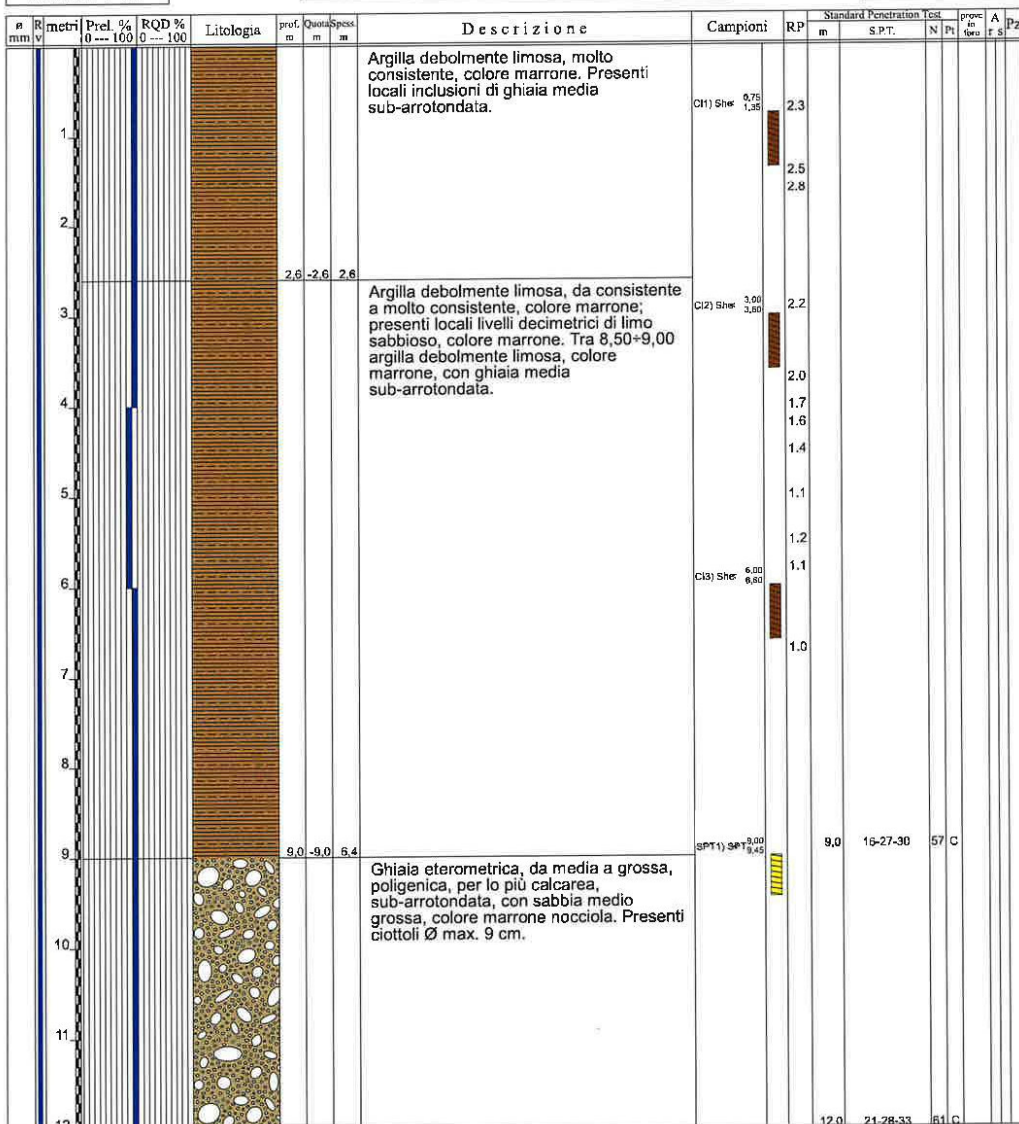 ø mm R v metri Prel. % 0 --- 100 RQD % 0 --- 100 Litologia prof. m Quota m Spess. m Descrizione Campioni RP Standard Penetration Test m S.P.T. N Pt prove in foro A r s Pz
Argilla debolmente limosa, molto
consistente, colore marrone. Presenti
locali inclusioni di ghiaia media
sub-arrotondata.
CI1) She 0,75 1,35 2.3
1
2.5
2.8
2
2,6 -2,6 2,6
Argilla debolmente limosa, da consistente
a molto consistente, colore marrone;
presenti locali livelli decimetrici di limo
sabbioso, colore marrone. Tra 8,50÷9,00
argilla debolmente limosa, colore
marrone, con ghiaia media
sub-arrotondata.
CI2) She 3,00 3,60 2.2
3
2.0
4
1.7
1.6
1.4
5
1.1
1.2
1.1
6
CI3) She 6,00 6,60
1.0
7
8
9,0 -9,0 6,4
9
SPT1) SPT 9,00 9,45
9,0 16-27-30 57 C
Ghiaia eterometrica, da media a grossa,
poligenica, per lo più calcarea,
sub-arrotondata, con sabbia medio
grossa, colore marrone nocciola. Presenti
ciottoli Ø max. 9 cm.
10
11
12
12,0 21-28-33 61 C